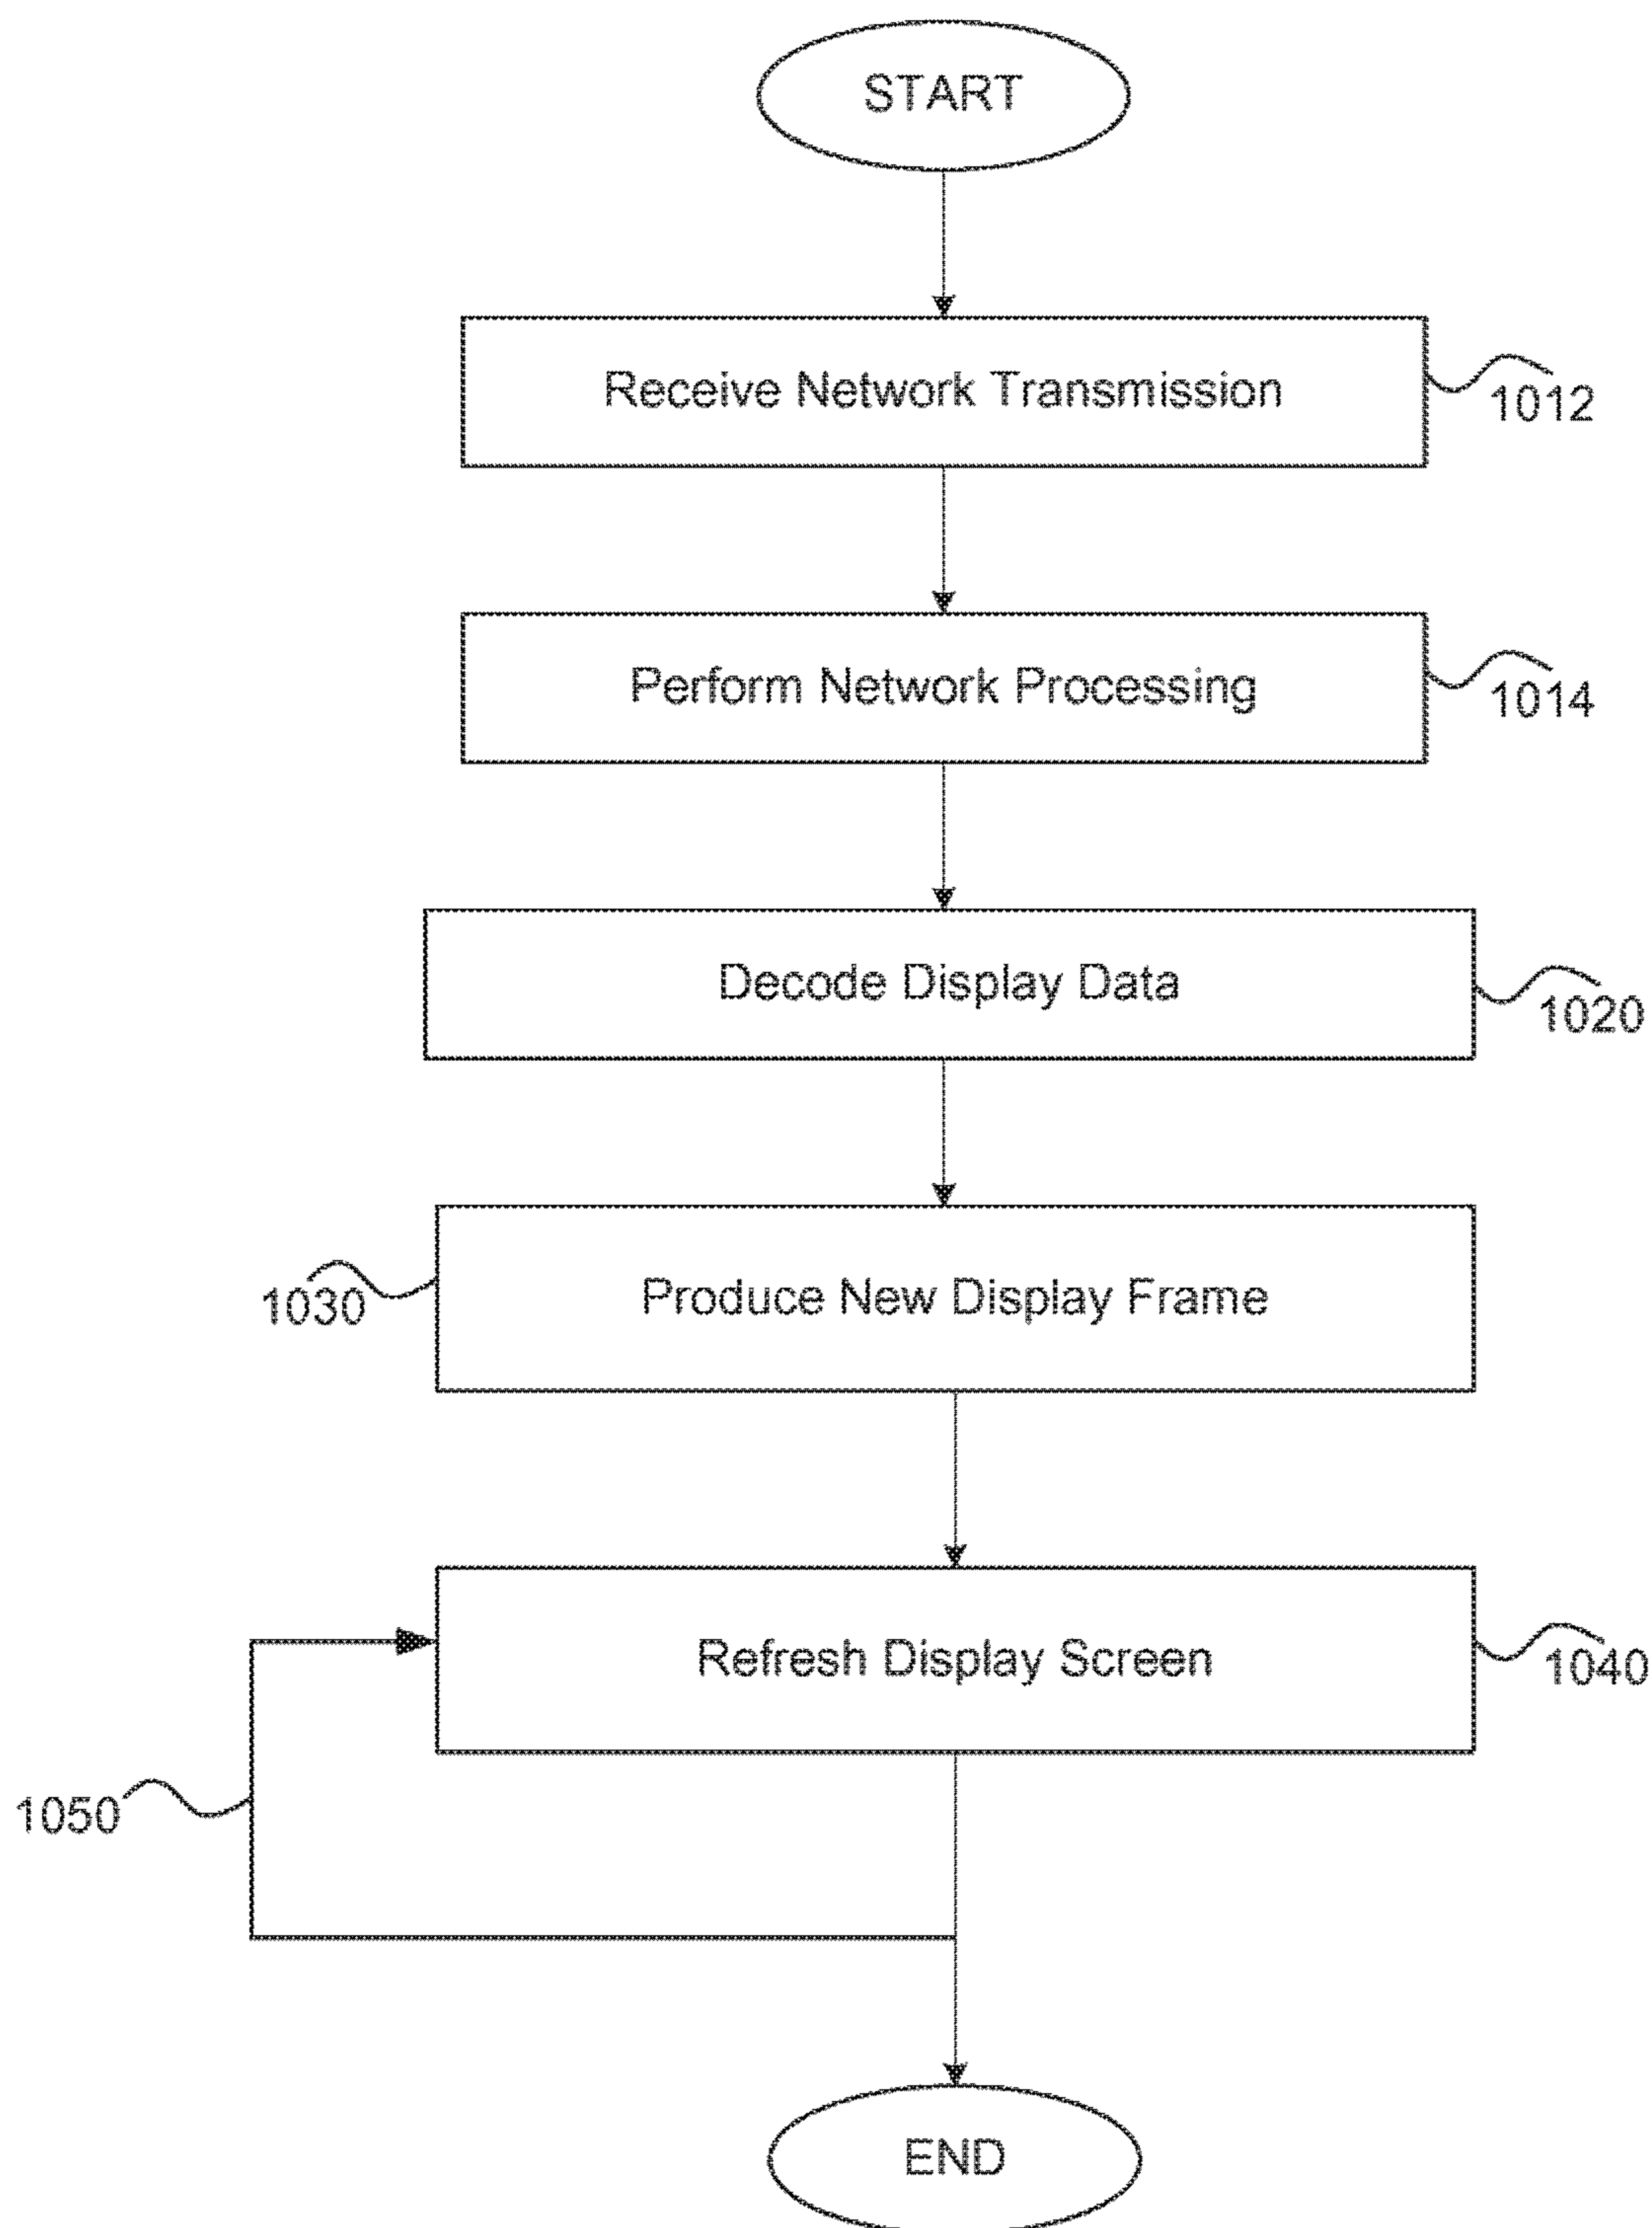 START
Receive Network Transmission
1012
Perform Network Processing
1014
Decode Display Data
1020
Produce New Display Frame
1030
Refresh Display Screen
1040
1050
END